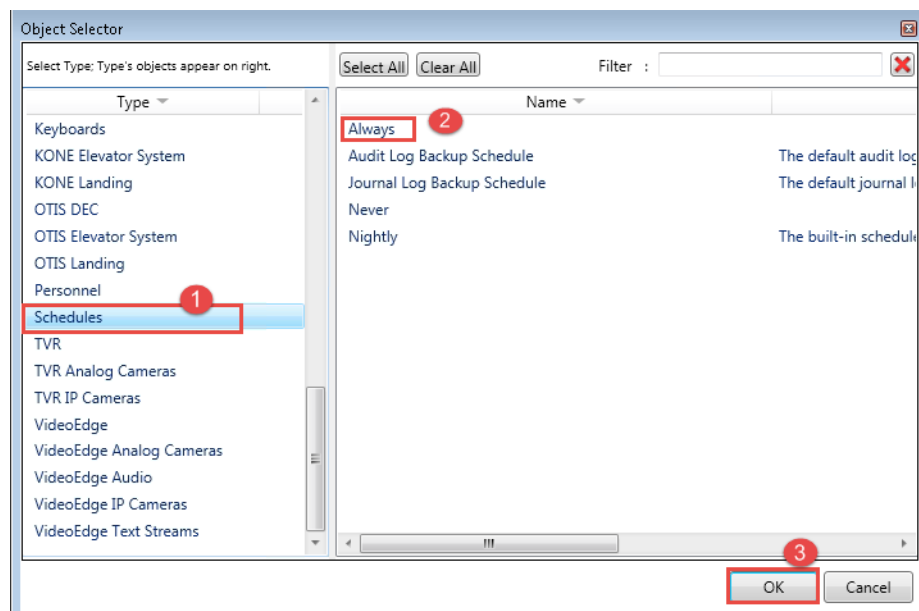 Object Selector
Select Type; Type's objects appear on right.
Select All Clear All Filter :
Type
Name
Keyboards
KONE Elevator System
KONE Landing
OTIS DEC
OTIS Elevator System
OTIS Landing
Personnel
1
Schedules
TVR
TVR Analog Cameras
TVR IP Cameras
VideoEdge
VideoEdge Analog Cameras
VideoEdge Audio
VideoEdge IP Cameras
VideoEdge Text Streams
Always 2
Audit Log Backup Schedule The default audit log
Journal Log Backup Schedule The default journal
Never
Nightly The built-in schedule
3
OK Cancel